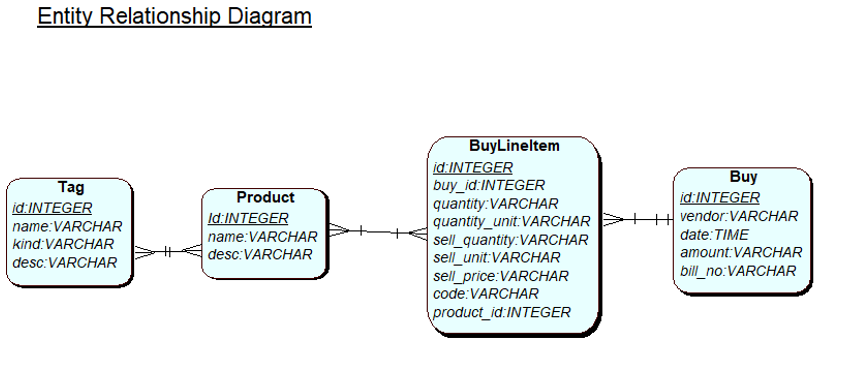 Entity Relationship Diagram
Tag
id:INTEGER
name:VARCHAR
kind:VARCHAR
desc:VARCHAR
Product
Id:INTEGER
name:VARCHAR
desc:VARCHAR
BuyLineItem
id:INTEGER
buy_id:INTEGER
quantity:VARCHAR
quantity_unit:VARCHAR
sell_quantity:VARCHAR
sell_unit:VARCHAR
sell_price:VARCHAR
code:VARCHAR
product_id:INTEGER
Buy
id:INTEGER
vendor:VARCHAR
date:TIME
amount:VARCHAR
bill_no:VARCHAR